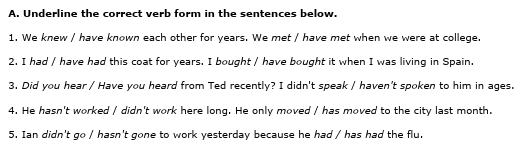 A. Underline the correct verb form in the sentences below.
1. We knew / have known each other for years. We met / have met when we were at college.
2. I had / have had this coat for years. I bought / have bought it when I was living in Spain.
3. Did you hear / Have you heard from Ted recently? I didn't speak / haven't spoken to him in ages.
4. He hasn't worked / didn't work here long. He only moved / has moved to the city last month.
5. Ian didn't go / hasn't gone to work yesterday because he had / has had the flu.